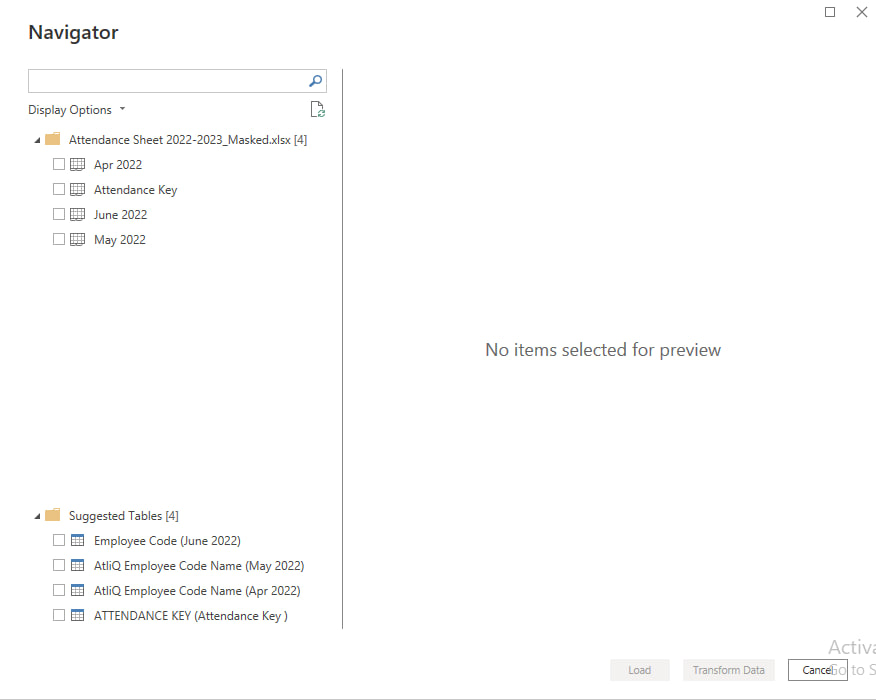 Navigator
Display Options
Attendance Sheet 2022-2023_Masked.xlsx [4]
Apr 2022
Attendance Key
June 2022
May 2022
No items selected for preview
Suggested Tables [4]
Employee Code (June 2022)
AtliQ Employee Code Name (May 2022)
AtliQ Employee Code Name (Apr 2022)
ATTENDANCE KEY (Attendance Key )
Activa
Load
Transform Data
Cancel
Go to S